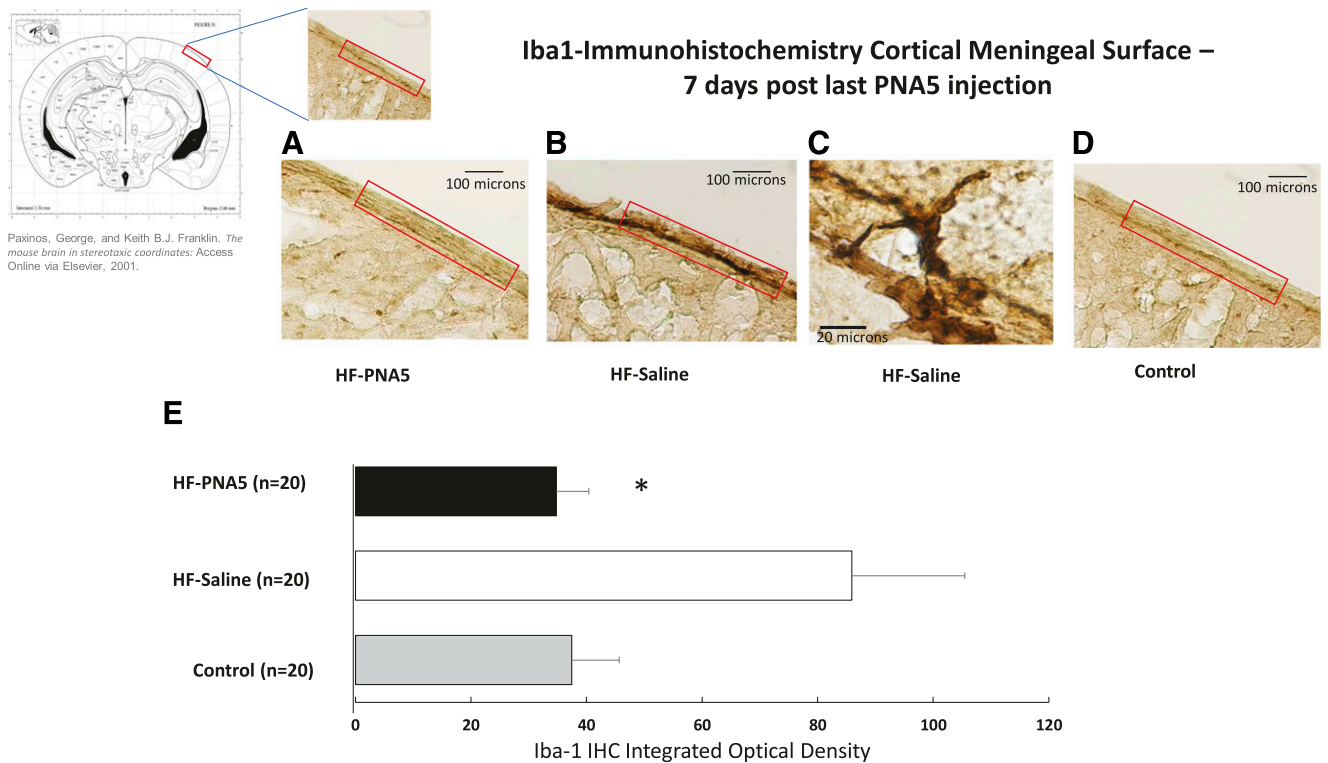 FIGURE 51
Iba1-Immunohistochemistry Cortical Meningeal Surface –
7 days post last PNA5 injection
Paxinos, George, and Keith B.J. Franklin. The
mouse brain in stereotaxic coordinates: Access
Online via Elsevier, 2001.
A
100 microns
HF-PNA5
B
100 microns
HF-Saline
C
20 microns
HF-Saline
D
100 microns
Control
E
HF-PNA5 (n=20)
*
HF-Saline (n=20)
Control (n=20)
0 20 40 60 80 100 120
Iba-1 IHC Integrated Optical Density